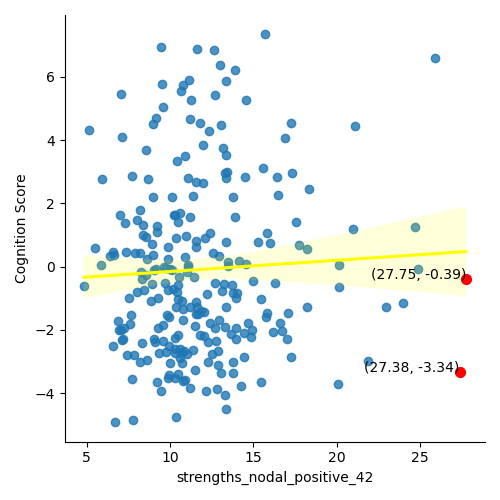 Cognition Score
6
4
2
0
−2
−4
(27.75, -0.39)
(27.38, -3.34)
5 10 15 20 25
strengths_nodal_positive_42